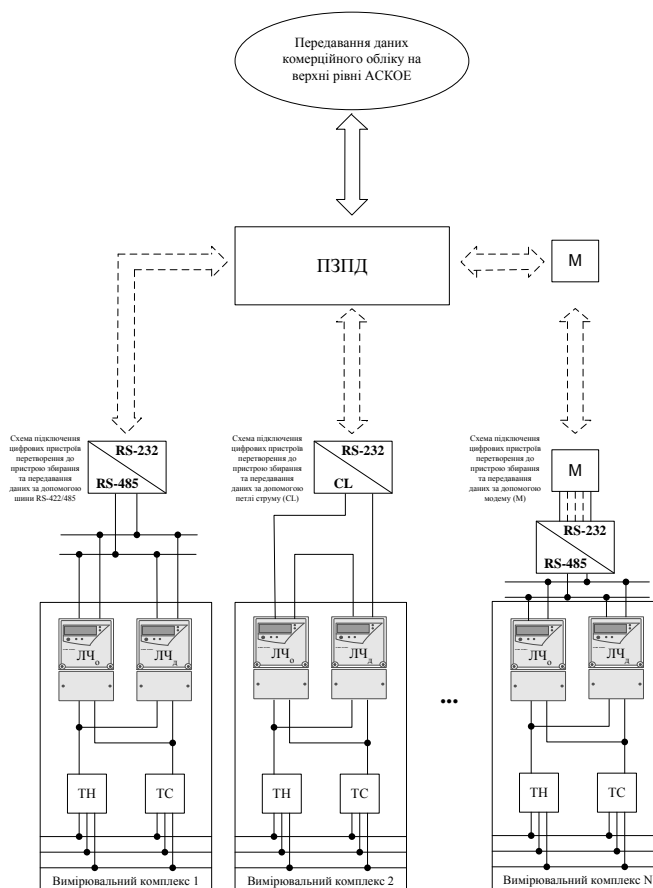 Передавання даних
комерційного обліку на
верхні рівні АСКОЕ
ПЗПД
М
Схема підключення
цифрових пристроїв
перетворення до
пристрою збирання
та передавання
даних за допомогою
шини RS-422/485
RS-232
RS-485
Схема підключення
цифрових пристроїв
перетворення до
пристрою збирання
та передавання
даних за допомогою
петлі струму (CL)
RS-232
CL
Схема підключення
цифрових пристроїв
перетворення до
пристрою збирання
та передавання
даних за допомогою
модему (М)
М
RS-232
RS-485
ЛЧо
ЛЧд
ЛЧо
ЛЧд
ЛЧо
ЛЧд
...
ТН
ТС
ТН
ТС
ТН
ТС
Вимірювальний комплекс 1
Вимірювальний комплекс 2
Вимірювальний комплекс N